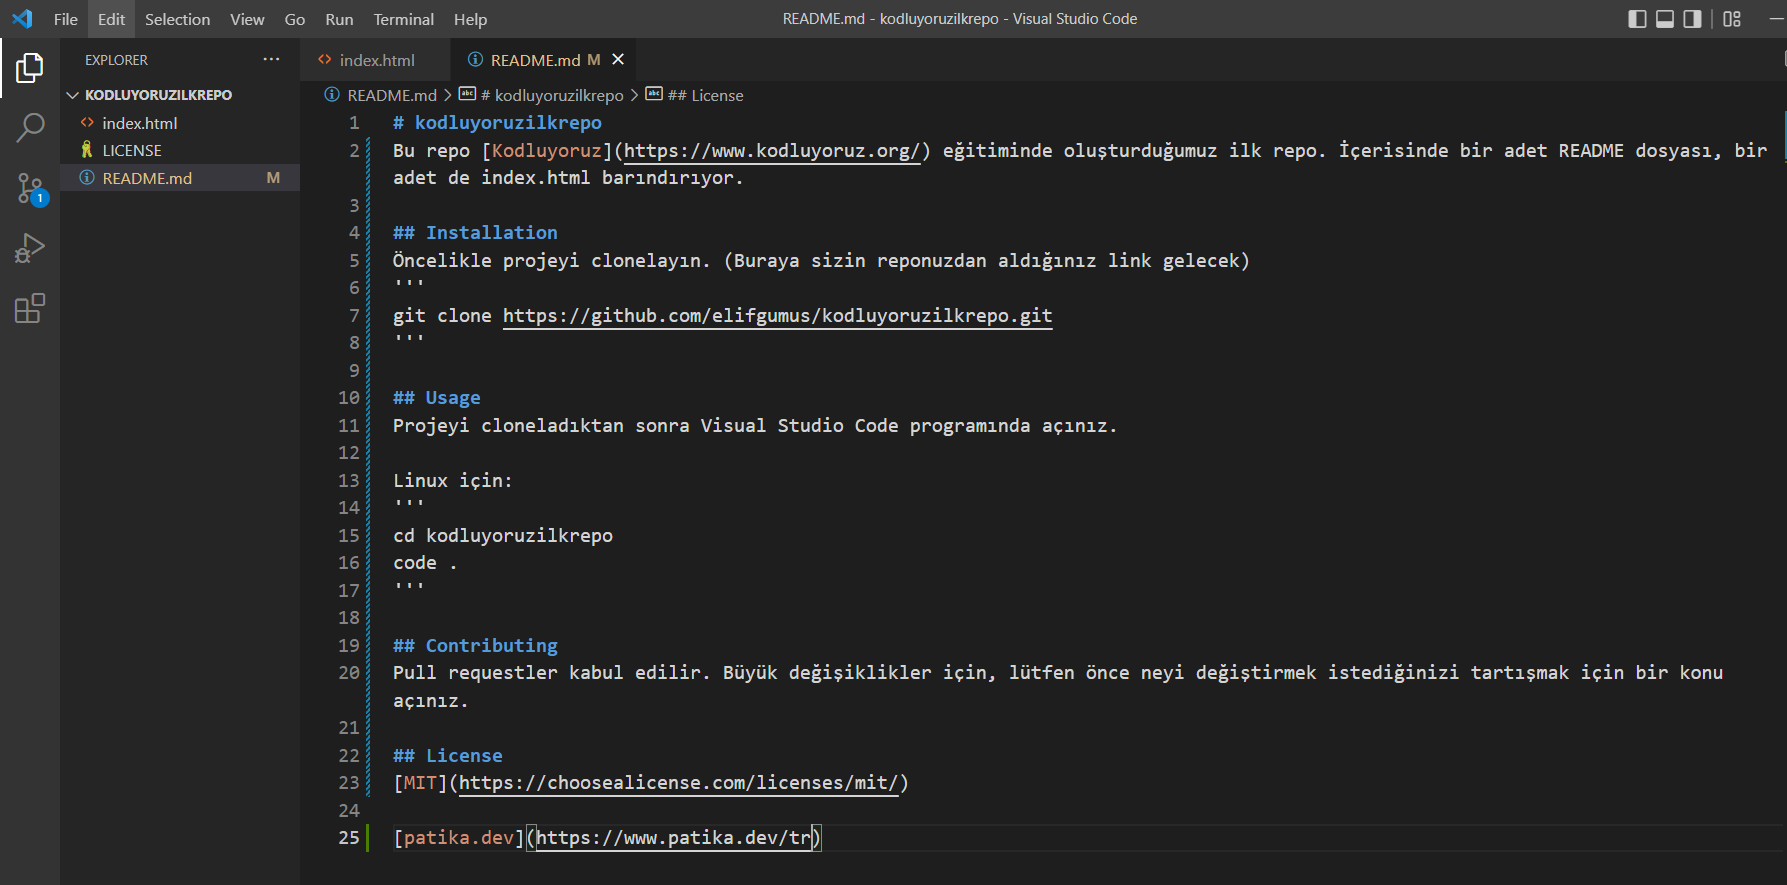 File Edit Selection View Go Run Terminal Help README.md - kodluyoruzilkrepo - Visual Studio Code
EXPLORER ···
KODLUYORUZILKREPO
index.html
LICENSE
README.md M
1
index.html README.md M
README.md > # kodluyoruzilkrepo > ## License
1 # kodluyoruzilkrepo
2 Bu repo [Kodluyoruz](https://www.kodluyoruz.org/) eğitiminde oluşturduğumuz ilk repo. İçerisinde bir adet README dosyası, bir
adet de index.html barındırıyor.
3
4 ## Installation
5 Öncelikle projeyi clonelayın. (Buraya sizin reponuzdan aldığınız link gelecek)
6 '''
7 git clone https://github.com/elifgumus/kodluyoruzilkrepo.git
8 '''
9
10 ## Usage
11 Projeyi cloneladıktan sonra Visual Studio Code programında açınız.
12
13 Linux için:
14 '''
15 cd kodluyoruzilkrepo
16 code .
17 '''
18
19 ## Contributing
20 Pull requestler kabul edilir. Büyük değişiklikler için, lütfen önce neyi değiştirmek istediğinizi tartışmak için bir konu
açınız.
21
22 ## License
23 [MIT](https://choosealicense.com/licenses/mit/)
24
25 [patika.dev](https://www.patika.dev/tr)